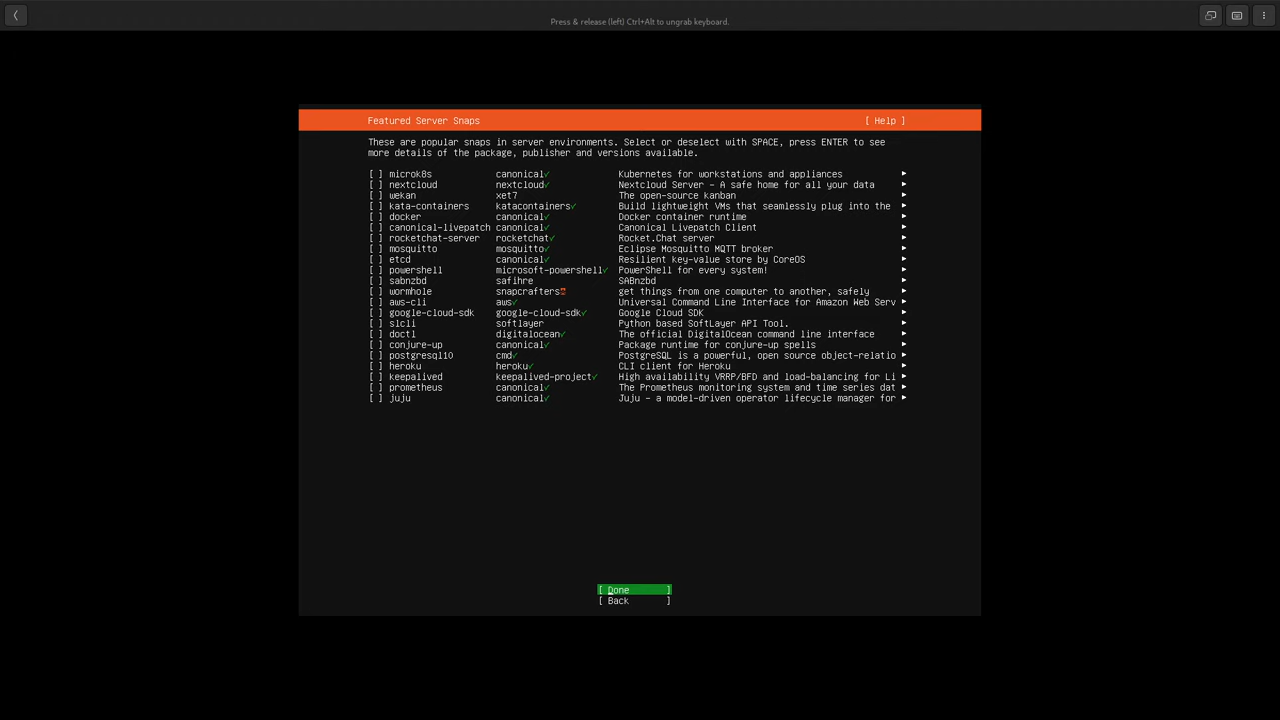 Press & release (left) Ctrl+Alt to ungrab keyboard.
Featured Server Snaps [ Help ]
These are popular snaps in server environments. Select or deselect with SPACE, press ENTER to see
more details of the package, publisher and versions available.
[ ] microk8s canonical✓ Kubernetes for workstations and appliances ▸
[ ] nextcloud nextcloud✓ Nextcloud Server – A safe home for all your data ▸
[ ] wekan xet7 The open-source kanban ▸
[ ] kata-containers katacontainers✓ Build lightweight VMs that seamlessly plug into the ▸
[ ] docker canonical✓ Docker container runtime ▸
[ ] canonical-livepatch canonical✓ Canonical Livepatch Client ▸
[ ] rocketchat-server rocketchat✓ Rocket.Chat server ▸
[ ] mosquitto mosquitto✓ Eclipse Mosquitto MQTT broker ▸
[ ] etcd canonical✓ Resilient key-value store by CoreOS ▸
[ ] powershell microsoft-powershell✓ PowerShell for every system! ▸
[ ] sabnzbd safihre SABnzbd ▸
[ ] wormhole snapcrafters get things from one computer to another, safely ▸
[ ] aws-cli aws✓ Universal Command Line Interface for Amazon Web Serv ▸
[ ] google-cloud-sdk google-cloud-sdk✓ Google Cloud SDK ▸
[ ] slcli softlayer Python based SoftLayer API Tool. ▸
[ ] doctl digitalocean✓ The official DigitalOcean command line interface ▸
[ ] conjure-up canonical✓ Package runtime for conjure-up spells ▸
[ ] postgresql10 cmd✓ PostgreSQL is a powerful, open source object-relatio ▸
[ ] heroku heroku✓ CLI client for Heroku ▸
[ ] keepalived keepalived-project✓ High availability VRRP/BFD and load-balancing for Li ▸
[ ] prometheus canonical✓ The Prometheus monitoring system and time series dat ▸
[ ] juju canonical✓ Juju - a model-driven operator lifecycle manager for ▸
[ Done ]
[ Back ]